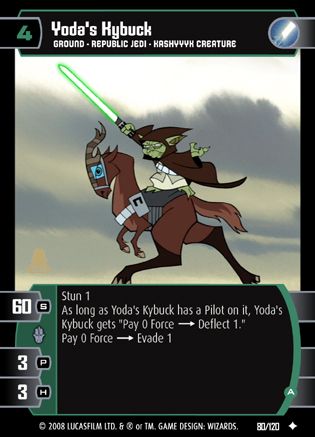 4
Yoda's Kybuck
GROUND - REPUBLIC JEDI - KASHYYYK CREATURE
60 S
Stun 1
As long as Yoda's Kybuck has a Pilot on it, Yoda's
Kybuck gets "Pay 0 Force → Deflect 1."
Pay 0 Force → Evade 1
3 P
3 H
A
© 2008 LUCASFILM LTD. & ® or TM. GAME DESIGN: WIZARDS. 80/120